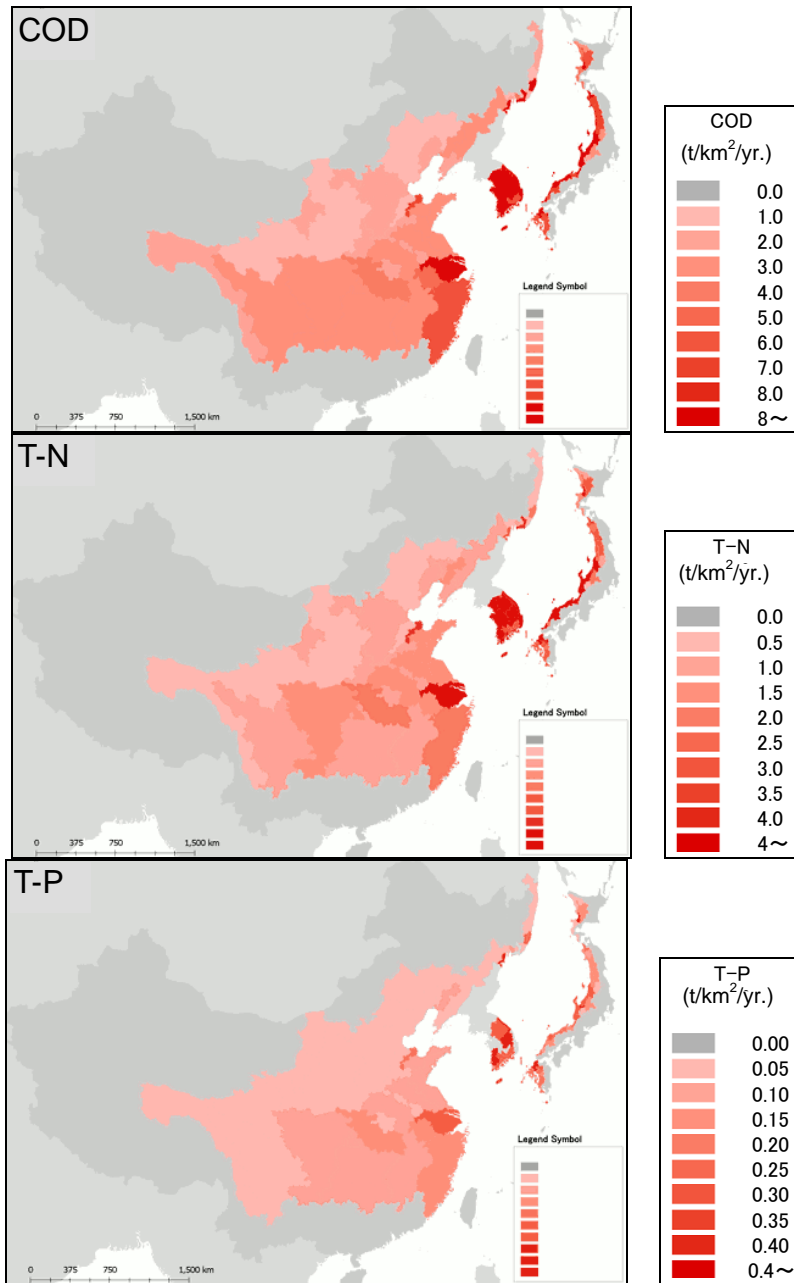 COD
Legend Symbol
0 375 750 1,500 km
COD
(t/km2/yr.)
0.0
1.0
2.0
3.0
4.0
5.0
6.0
7.0
8.0
8～
T-N
Legend Symbol
0 375 750 1,500 km
T-N
(t/km2/yr.)
0.0
0.5
1.0
1.5
2.0
2.5
3.0
3.5
4.0
4～
T-P
Legend Symbol
0 375 750 1,500 km
T-P
(t/km2/yr.)
0.00
0.05
0.10
0.15
0.20
0.25
0.30
0.35
0.40
0.4～